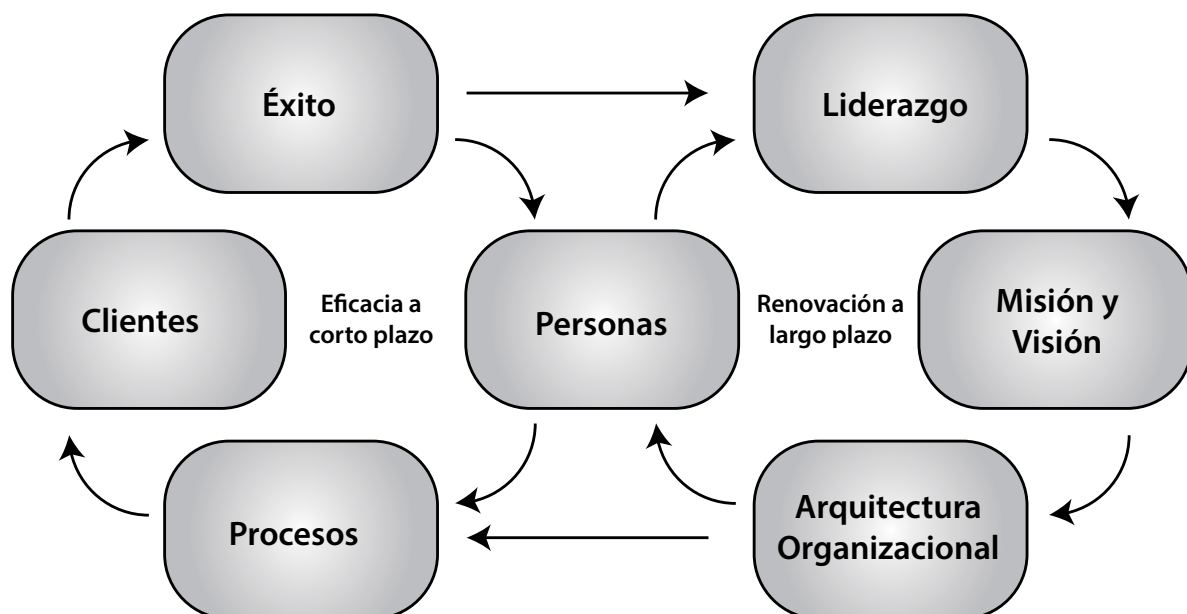 Éxito
Liderazgo
Clientes
Eficacia a
corto plazo
Personas
Renovación a
largo plazo
Misión y
Visión
Procesos
Arquitectura
Organizacional